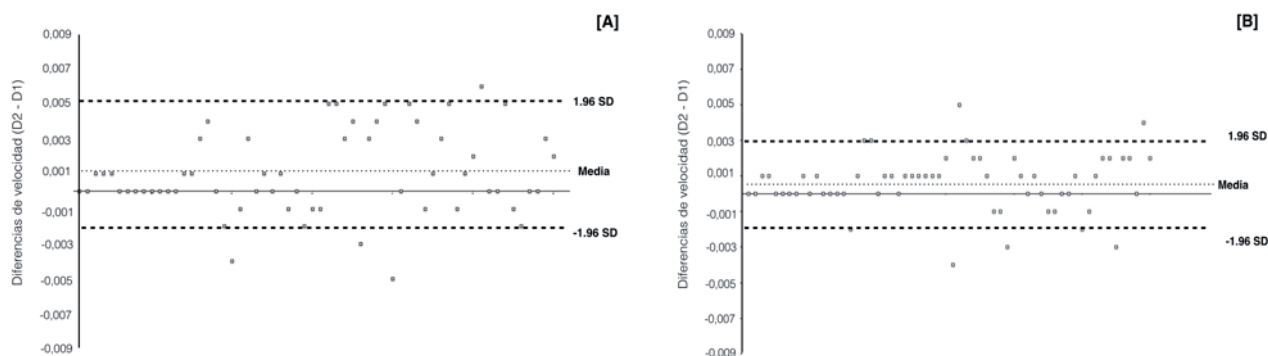 [A]
Diferencias de velocidad (D2 - D1)
0,009
0,007
0,005
0,003
0,001
-0,001
-0,003
-0,005
-0,007
-0,009
1.96 SD
Media
-1.96 SD
[B]
Diferencias de velocidad (D2 - D1)
0,009
0,007
0,005
0,003
0,001
-0,001
-0,003
-0,005
-0,007
-0,009
1.96 SD
Media
-1.96 SD